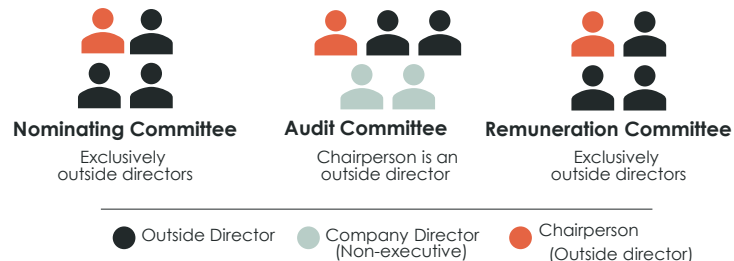 Nominating Committee
Exclusively
outside directors
Audit Committee
Chairperson is an
outside director
Remuneration Committee
Exclusively
outside directors
Outside Director
Company Director
(Non-executive)
Chairperson
(Outside director)